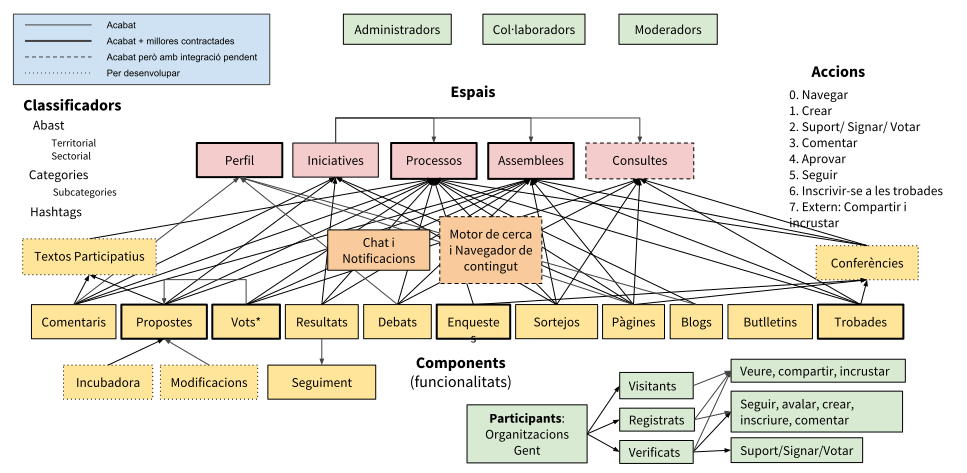 Acabat
Acabat + millores contractades
Acabat però amb integració pendent
Per desenvolupar
Administradors
Col·laboradors
Moderadors
Classificadors
Abast
Territorial
Sectorial
Categories
Subcategories
Hashtags
Espais
Accions
0. Navegar
1. Crear
2. Suport/ Signar/ Votar
3. Comentar
4. Aprovar
5. Seguir
6. Inscrivir-se a les trobades
7. Extern: Compartir i
incrustar
Perfil
Iniciatives
Processos
Assemblees
Consultes
Textos Participatius
Chat i
Notificacions
Motor de cerca
i Navegador de
contingut
Conferències
Comentaris
Propostes
Vots*
Resultats
Debats
Enqueste
s
Sortejos
Pàgines
Blogs
Butlletins
Trobades
Incubadora
Modificacions
Seguiment
Components
(funcionalitats)
Participants:
Organitzacions
Gent
Visitants
Registrats
Verificats
Veure, compartir, incrustar
Seguir, avalar, crear,
inscriure, comentar
Suport/Signar/Votar